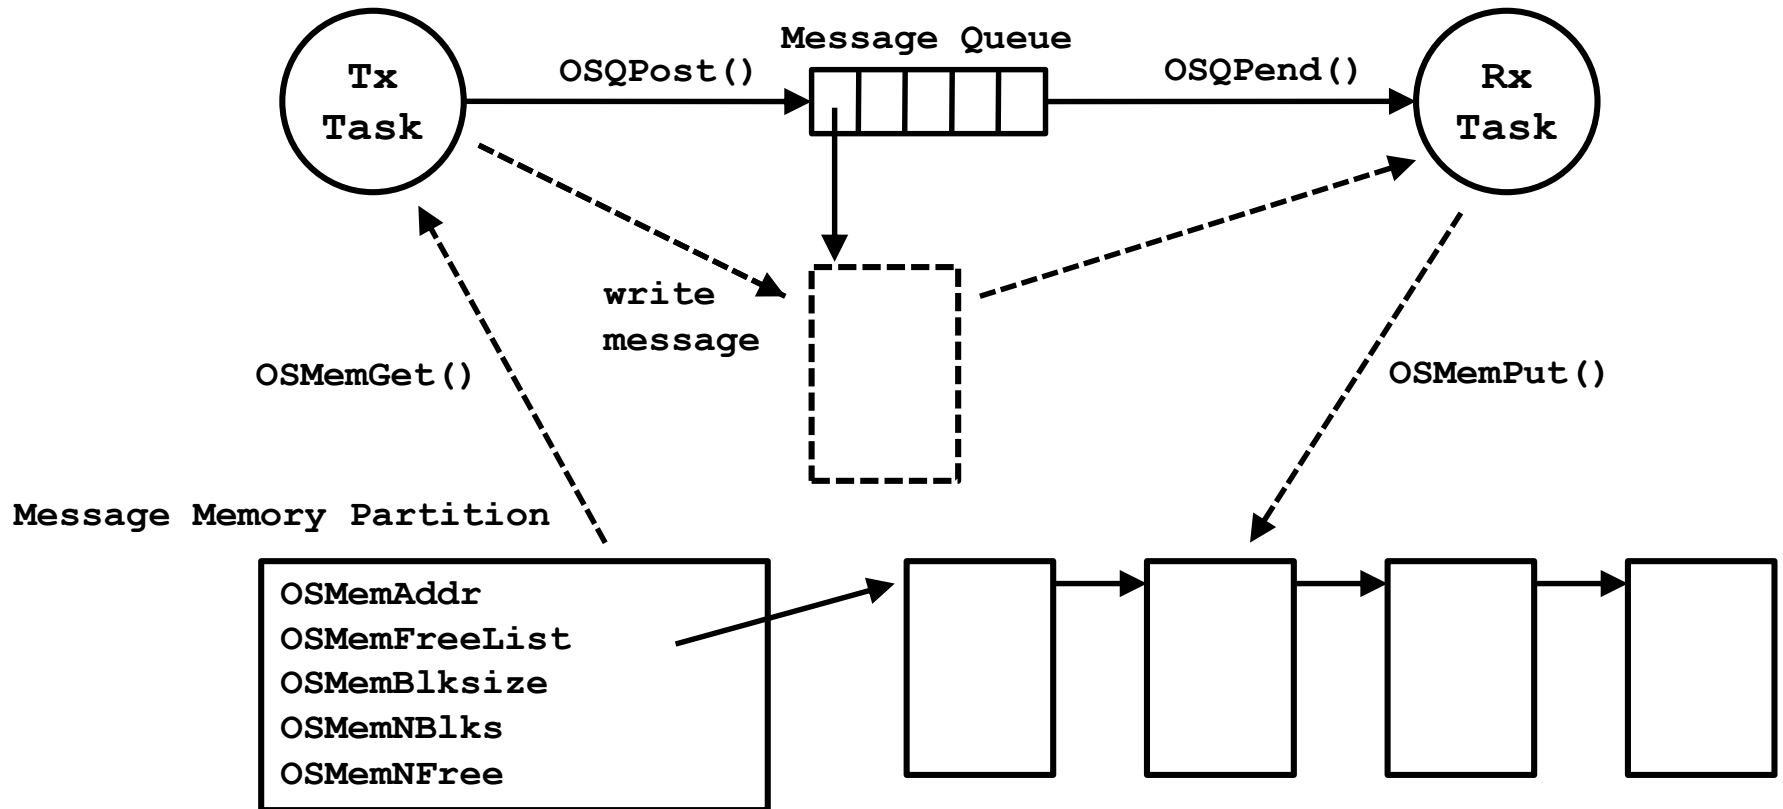 Message Queue
Tx
Task
OSQPost()
OSQPend()
Rx
Task
write
message
OSMemGet()
OSMemPut()
Message Memory Partition
OSMemAddr
OSMemFreeList
OSMemBlksize
OSMemNBlks
OSMemNFree